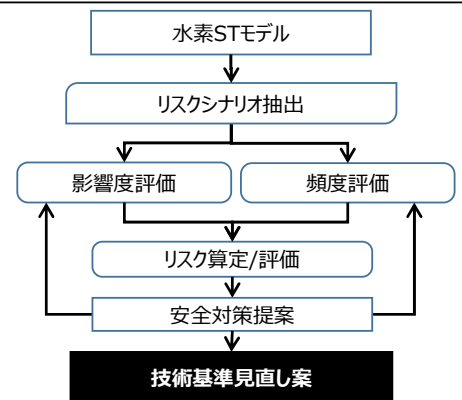 水素STモデル
リスクシナリオ抽出
影響度評価
頻度評価
リスク算定/評価
安全対策提案
技術基準見直し案